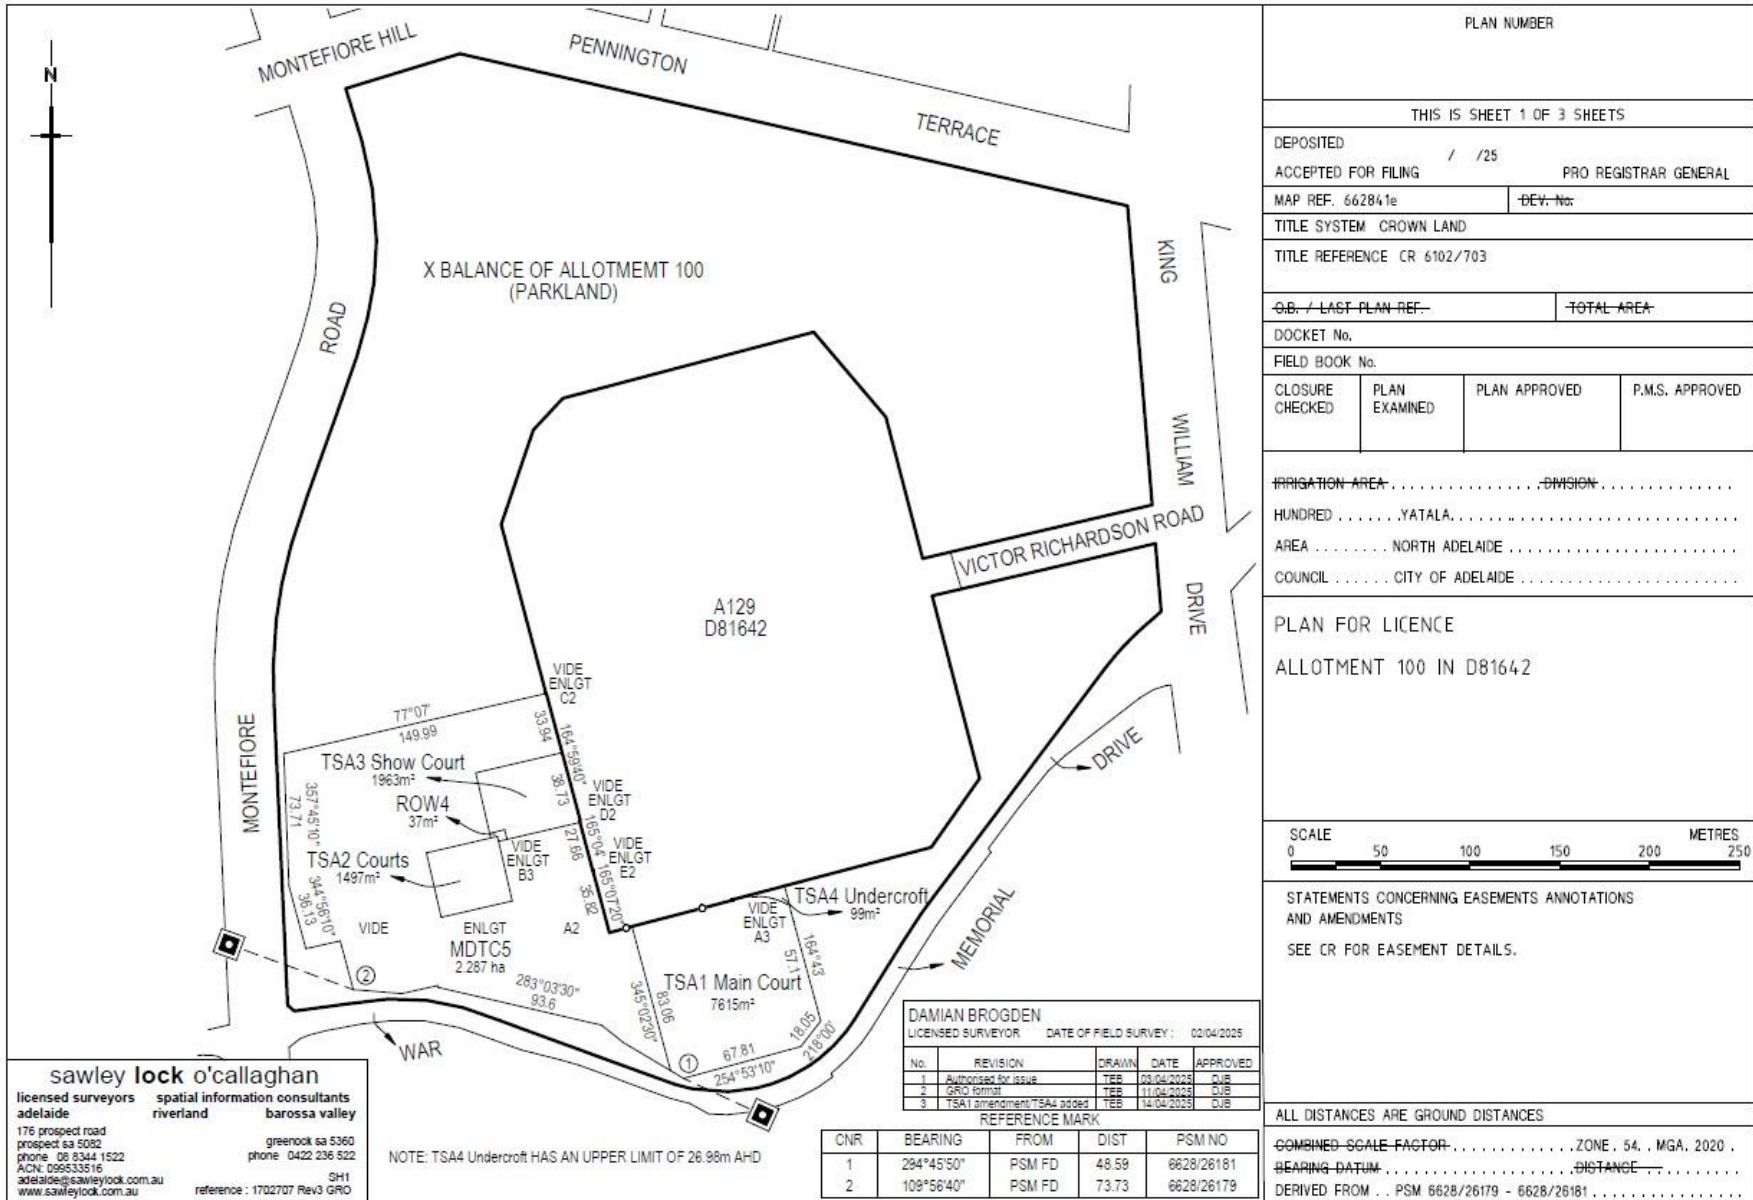 N
MONTEFIORE HILL
PENNINGTON
TERRACE
X BALANCE OF ALLOTMEMT 100
(PARKLAND)
ROAD
KING
WILLIAM
VICTOR RICHARDSON ROAD
DRIVE
A129
D81642
VIDE
ENLGT
C2
77°07'
149.99
33.94
164°59'40"
TSA3 Show Court
1963m²
38.73
VIDE
ENLGT
D2
MONTEFIORE
357°45'10"
73.71
ROW4
37m²
27.66
165°04'
VIDE
ENLGT
B3
VIDE
ENLGT
E2
TSA2 Courts
1497m²
344°56'10"
36.13
35.82
165°07'20"
VIDE
ENLGT
A2
MDTC5
2.287 ha
VIDE
ENLGT
A3
TSA4 Undercroft
99m²
164°43'
57.11
DRIVE
MEMORIAL
2
283°03'30"
93.6
345°02'30"
83.06
TSA1 Main Court
7615m²
18.05
218°00'
67.81
254°53'10"
1
WAR
sawley lock o'callaghan
licensed surveyors spatial information consultants
adelaide riverland barossa valley
176 prospect road
prospect sa 5082 greenock sa 5360
phone 08 8344 1522 phone 0422 236 522
ACN: 099533516
adelaide@sawleylock.com.au SH1
www.sawleylock.com.au reference : 1702707 Rev3 GRO
NOTE: TSA4 Undercroft HAS AN UPPER LIMIT OF 26.98m AHD
DAMIAN BROGDEN
LICENSED SURVEYOR DATE OF FIELD SURVEY : 02/04/2025
No. REVISION DRAWN DATE APPROVED
1 Authorised for issue TEB 03/04/2025 DJB
2 GRO format TEB 11/04/2025 DJB
3 TSA1 amendment/TSA4 added TEB 14/04/2025 DJB
REFERENCE MARK
CNR BEARING FROM DIST PSM NO
1 294°45'50" PSM FD 48.59 6628/26181
2 109°56'40" PSM FD 73.73 6628/26179
PLAN NUMBER
THIS IS SHEET 1 OF 3 SHEETS
DEPOSITED / /25
ACCEPTED FOR FILING PRO REGISTRAR GENERAL
MAP REF. 662841e DEV. No.
TITLE SYSTEM CROWN LAND
TITLE REFERENCE CR 6102/703
O.B. / LAST PLAN REF. TOTAL AREA
DOCKET No.
FIELD BOOK No.
CLOSURE CHECKED PLAN EXAMINED PLAN APPROVED P.M.S. APPROVED
IRRIGATION AREA . . . . . . . . . . DIVISION . . . . . . . . . .
HUNDRED . . . . . . YATALA . . . . . . . . . .
AREA . . . . . . . NORTH ADELAIDE . . . . . . . . . .
COUNCIL . . . . . . CITY OF ADELAIDE . . . . . . . . . .
PLAN FOR LICENCE
ALLOTMENT 100 IN D81642
SCALE METRES
0 50 100 150 200 250
STATEMENTS CONCERNING EASEMENTS ANNOTATIONS
AND AMENDMENTS
SEE CR FOR EASEMENT DETAILS.
ALL DISTANCES ARE GROUND DISTANCES
COMBINED SCALE FACTOR . . . . . . . . . . ZONE . 54 . . MGA . 2020 .
BEARING DATUM . . . . . . . . . . DISTANCE . . . .
DERIVED FROM . . PSM 6628/26179 - 6628/26181 . . . . . . . . . .